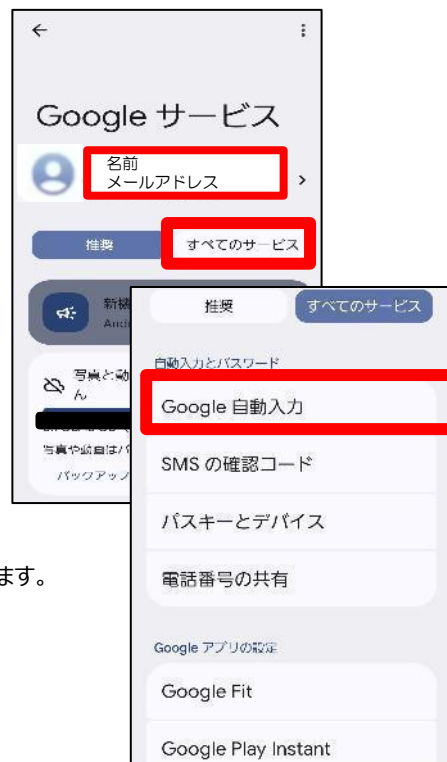 Google サービス
名前
メールアドレス
推奨
すべてのサービス
新機
Andr
写真と動
ん
写真や動画はバ
バックアップ
推奨
すべてのサービス
自動入力とパスワード
Google 自動入力
SMS の確認コード
パスキーとデバイス
電話番号の共有
ます。
Google アプリの設定
Google Fit
Google Play Instant